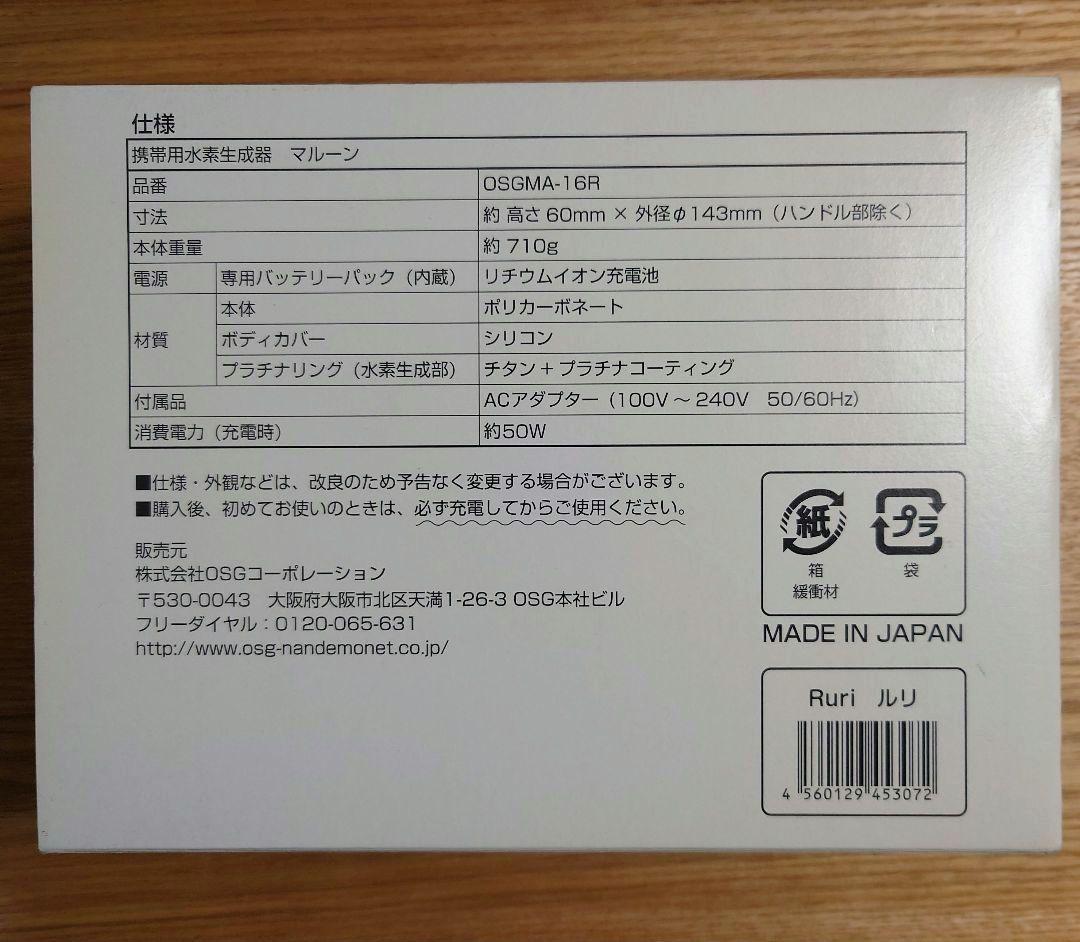 仕様
携帯用水素生成器 マルーン
品番 OSGMA-16R
寸法 約 高さ 60mm × 外径φ143mm（ハンドル部除く）
本体重量 約 710g
電源 専用バッテリーパック（内蔵） リチウムイオン充電池
材質 本体 ポリカーボネート
ボディカバー シリコン
プラチナリング（水素生成部） チタン＋プラチナコーティング
付属品 ACアダプター（100V～240V 50/60Hz）
消費電力（充電時） 約50W
■仕様・外観などは、改良のため予告なく変更する場合がございます。
■購入後、初めてお使いのときは、必ず充電してからご使用ください。
販売元
株式会社OSGコーポレーション
〒530-0043 大阪府大阪市北区天満1-26-3 OSG本社ビル
フリーダイヤル：0120-065-631
http://www.osg-nandemonet.co.jp/
紙 プラ
箱 袋
緩衝材
MADE IN JAPAN
Ruri ルリ
4 560129 453072